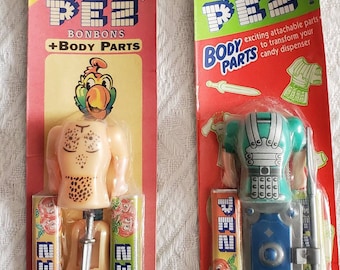 PEZ
BONBONS
+BODY PARTS
PEZ
PEZ
PEZ
BODY PARTS
exciting attachable parts
to transform your
candy dispenser
PEZ
PEZ